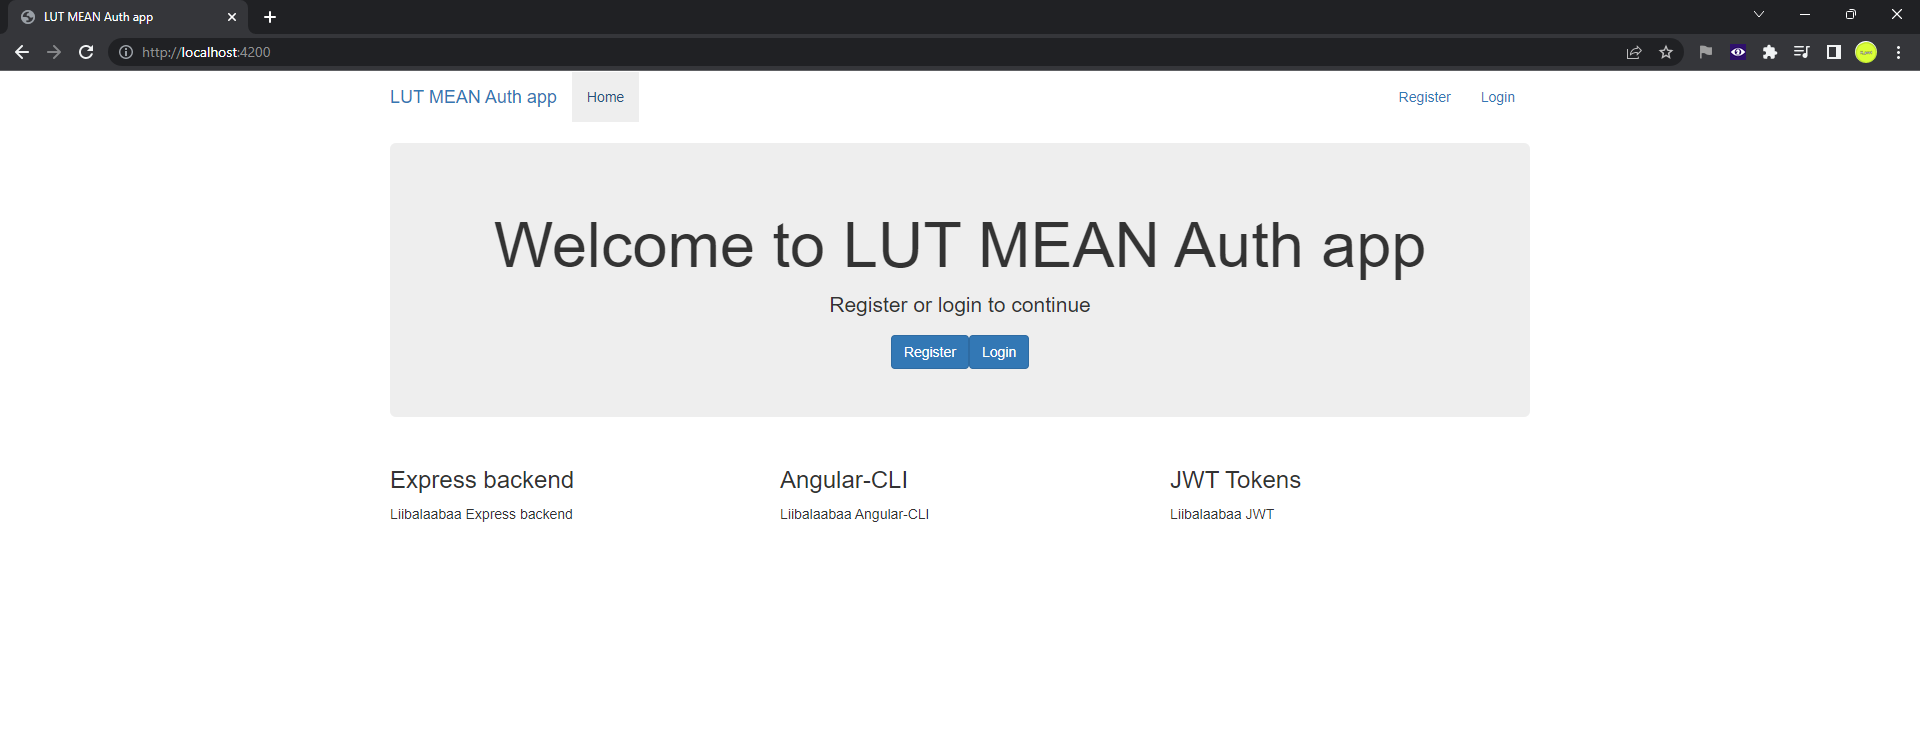 LUT MEAN Auth app
http://localhost:4200
LUT MEAN Auth app Home Register Login
Welcome to LUT MEAN Auth app
Register or login to continue
Register Login
Express backend Angular-CLI JWT Tokens
Liibalaabaa Express backend Liibalaabaa Angular-CLI Liibalaabaa JWT